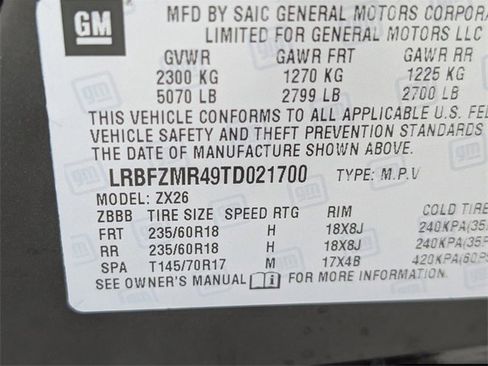 GM
MFD BY SAIC GENERAL MOTORS CORPORA
LIMITED FOR GENERAL MOTORS LLC
GVWR GAWR FRT GAWR RR
2300 KG 1270 KG 1225 KG
5070 LB 2799 LB 2700 LB
THIS VEHICLE CONFORMS TO ALL APPLICABLE U.S. FED
VEHICLE SAFETY AND THEFT PREVENTION STANDARDS
THE DATE OF MANUFACTURE SHOWN ABOVE.
LRBFZMR49TD021700 TYPE: M.P.V
MODEL: ZX26
ZBBB TIRE SIZE SPEED RTG RIM COLD TIRE
FRT 235/60R18 H 18X8J 240KPA(35
RR 235/60R18 H 18X8J 240KPA(35
SPA T145/70R17 M 17X4B 420KPA(60
SEE OWNER'S MANUAL FOR MORE INFORMATION